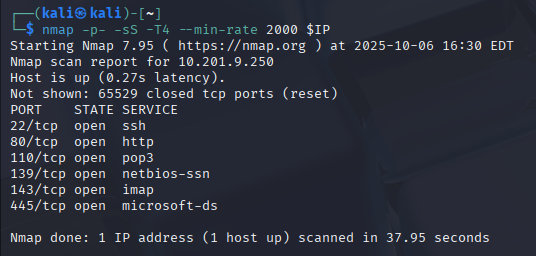 ┌──(kali㉿kali)-[~]
└─$ nmap -p- -sS -T4 --min-rate 2000 $IP
Starting Nmap 7.95 ( https://nmap.org ) at 2025-10-06 16:30 EDT
Nmap scan report for 10.201.9.250
Host is up (0.27s latency).
Not shown: 65529 closed tcp ports (reset)
PORT    STATE SERVICE
22/tcp  open  ssh
80/tcp  open  http
110/tcp open  pop3
139/tcp open  netbios-ssn
143/tcp open  imap
445/tcp open  microsoft-ds

Nmap done: 1 IP address (1 host up) scanned in 37.95 seconds